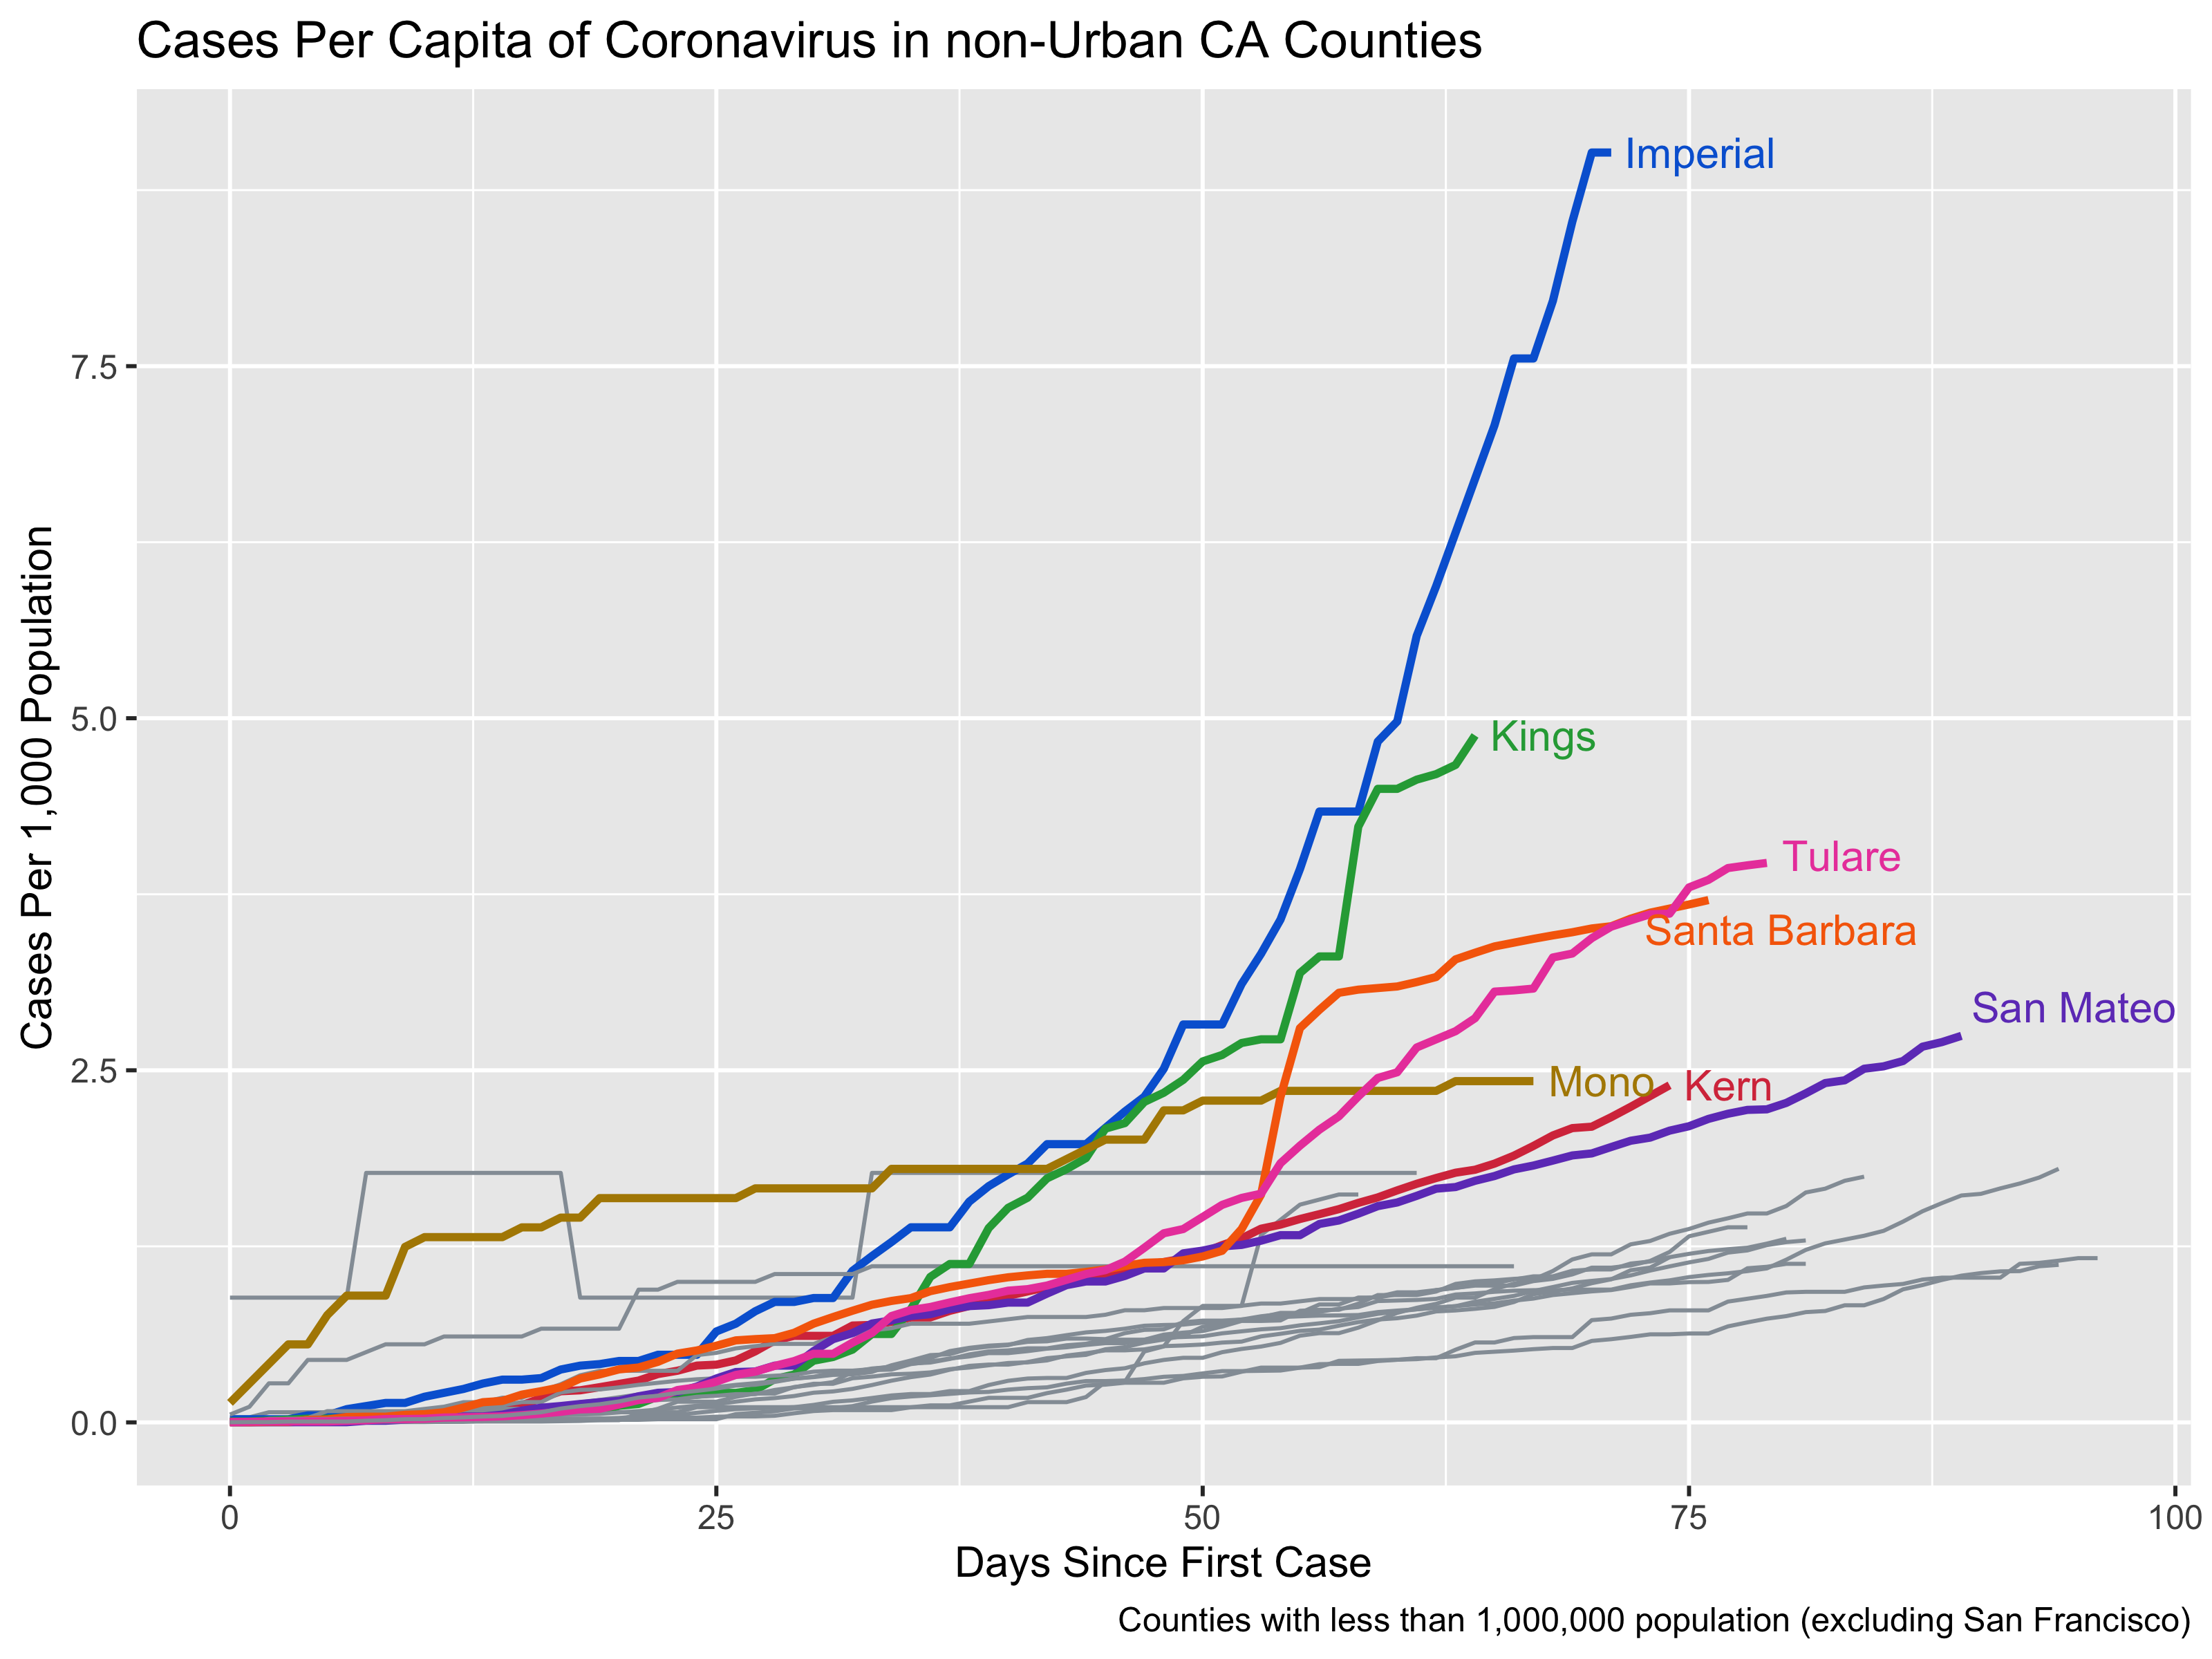 Cases Per Capita of Coronavirus in non-Urban CA Counties
Cases Per 1,000 Population
7.5
5.0
2.5
0.0
Imperial
Kings
Tulare
Santa Barbara
San Mateo
Mono
Kern
0
25
50
75
100
Days Since First Case
Counties with less than 1,000,000 population (excluding San Francisco)